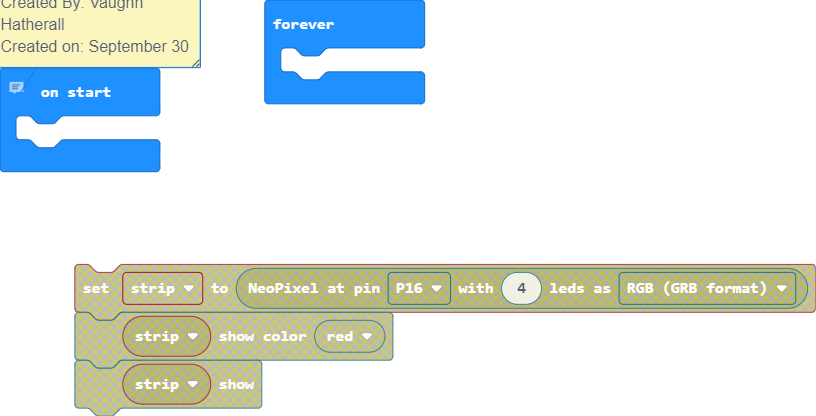 Created By: Vaughn
Hatherall
Created on: September 30
forever
on start
set strip to NeoPixel at pin P16 with 4 leds as RGB (GRB format)
strip show color red
strip show